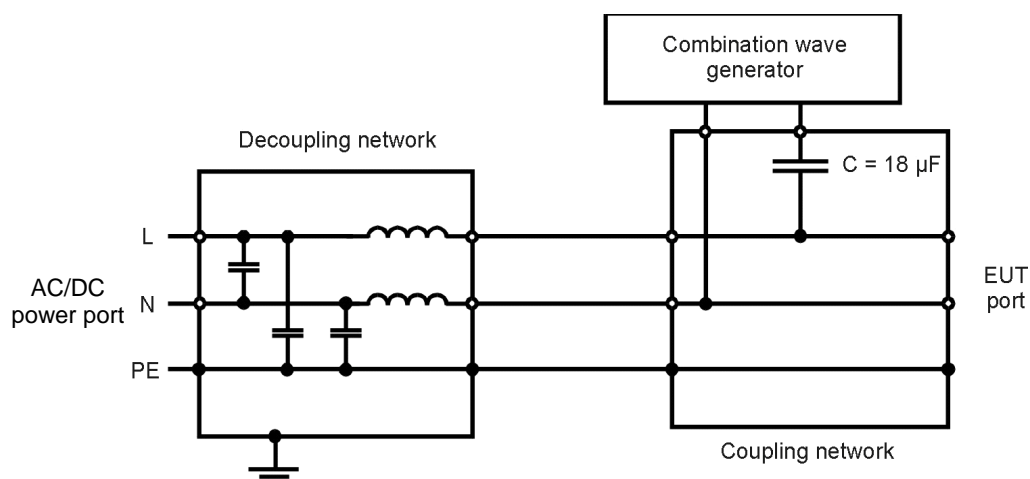 Combination wave
generator
Decoupling network
C = 18 µF
L
AC/DC
power port
N
EUT
port
PE
Coupling network